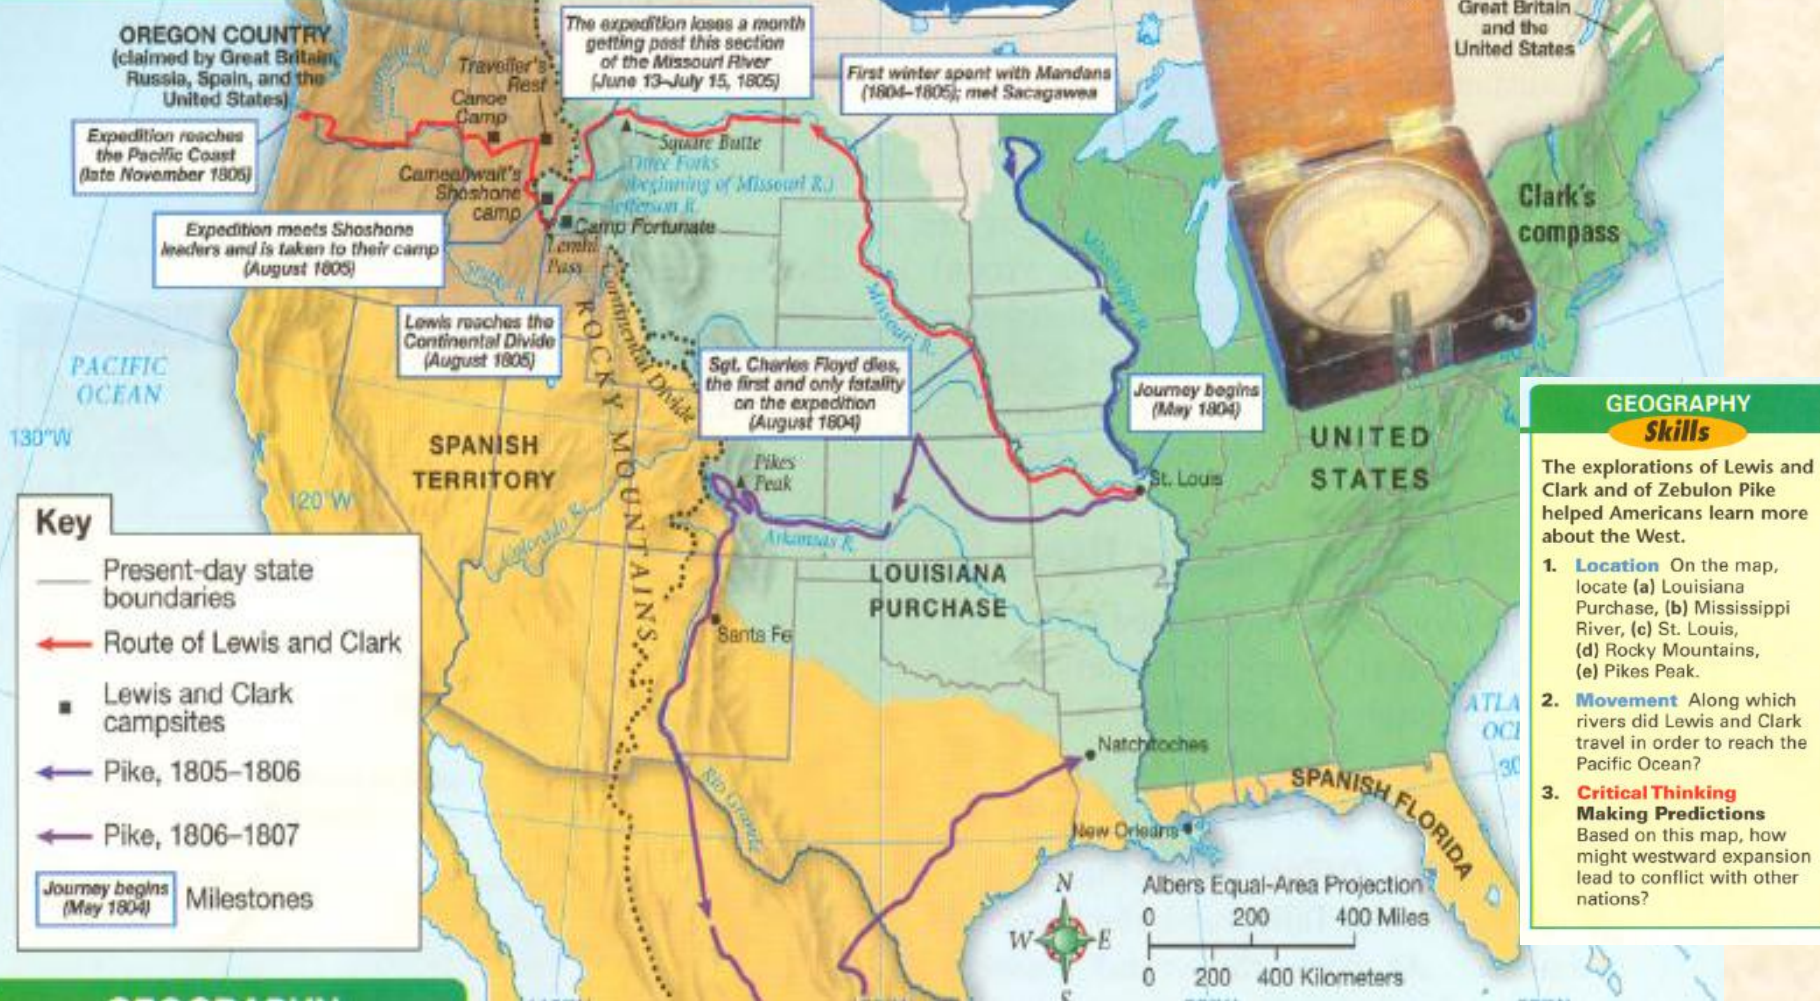 OREGON COUNTRY
(claimed by Great Britain,
Russia, Spain, and the
United States)
The expedition loses a month
getting past this section
of the Missouri River
(June 13–July 15, 1805)
First winter spent with Mandans
(1804–1805); met Sacagawea
Great Britain
and the
United States
Traveller's
Rest
Canoe
Camp
Expedition reaches
the Pacific Coast
(late November 1805)
Square Butte
Three Forks
(beginning of Missouri R.)
Jefferson R.
Cameahwait's
Shoshone
camp
Camp Fortunate
Lemhi
Pass
Expedition meets Shoshone
leaders and is taken to their camp
(August 1805)
Snake R.
Clark's
compass
Mississippi R.
Missouri R.
Lewis reaches the
Continental Divide
(August 1805)
Continental Divide
ROCKY MOUNTAINS
Sgt. Charles Floyd dies,
the first and only fatality
on the expedition
(August 1804)
Journey begins
(May 1804)
PACIFIC
OCEAN
130°W
120°W
SPANISH
TERRITORY
Pikes
Peak
St. Louis
UNITED
STATES
Colorado R.
Arkansas R.
LOUISIANA
PURCHASE
Santa Fe
Rio Grande
Natchitoches
New Orleans
SPANISH FLORIDA
ATLA
OCE
30
Key
Present-day state
boundaries
Route of Lewis and Clark
Lewis and Clark
campsites
Pike, 1805–1806
Pike, 1806–1807
Journey begins
(May 1804)
Milestones
N
W
E
S
Albers Equal-Area Projection
0 200 400 Miles
0 200 400 Kilometers
GEOGRAPHY
Skills
The explorations of Lewis and
Clark and of Zebulon Pike
helped Americans learn more
about the West.
1. Location On the map,
locate (a) Louisiana
Purchase, (b) Mississippi
River, (c) St. Louis,
(d) Rocky Mountains,
(e) Pikes Peak.
2. Movement Along which
rivers did Lewis and Clark
travel in order to reach the
Pacific Ocean?
3. Critical Thinking
Making Predictions
Based on this map, how
might westward expansion
lead to conflict with other
nations?